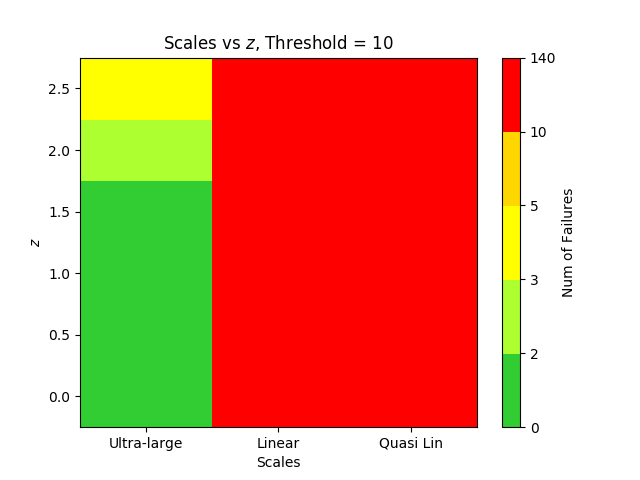 Scales vs z, Threshold = 10
2.5
2.0
1.5
1.0
0.5
0.0
z
Ultra-large
Linear
Quasi Lin
Scales
140
10
5
3
2
0
Num of Failures